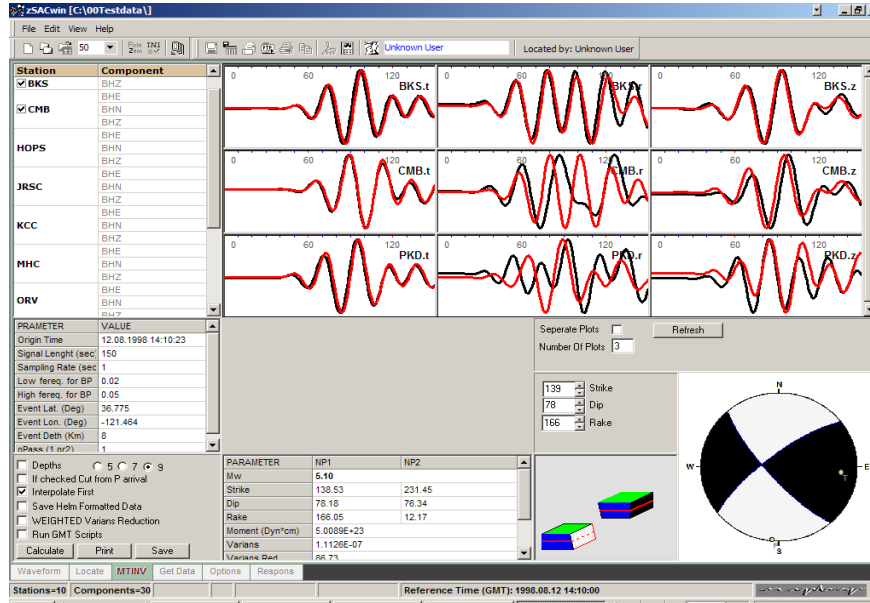 zSACwin [C:\00Testdata\]
File Edit View Help
50 Pole Zero INI Unknown User Located by: Unknown User
Station Component
BKS BHZ
BHE
CMB BHN
BHZ
BHE
HOPS BHN
BHZ
BHE
JRSC BHN
BHZ
BHE
KCC BHN
BHZ
BHE
MHC BHN
BHZ
BHE
ORV BHN
BHZ
0 60 120 BKS.t
0 60 120 BKS.r
0 60 120 BKS.z
0 60 120 CMB.t
0 60 120 CMB.r
0 60 120 CMB.z
0 60 120 PKD.t
0 60 120 PKD.r
0 60 120 PKD.z
PRAMETER VALUE
Origin Time 12.08.1998 14:10:23
Signal Lenght (sec 150
Sampling Rate (sec 1
Low fereq. for BP 0.02
High fereq. for BP 0.05
Event Lat. (Deg) 36.775
Event Lon. (Deg) -121.464
Event Deth (Km) 8
nPass (1 or2) 1
Seperate Plots Refresh
Number Of Plots 3
139 Strike
78 Dip
166 Rake
N
W E
T
P
S
Depths 5 7 9
If checked Cut from P arrival
Interpolate First
Save Helm Formatted Data
WEIGHTED Varians Reduction
Run GMT Scripts
Calculate Print Save
PARAMETER NP1 NP2
Mw 5.10
Strike 138.53 231.45
Dip 78.18 76.34
Rake 166.05 12.17
Moment (Dyn*cm) 5.0089E+23
Varians 1.1126E-07
Varians Red. 86.73
Waveform Locate MTINV Get Data Options Respons
Stations=10 Components=30 Reference Time (GMT): 1998.08.12 14:10:00